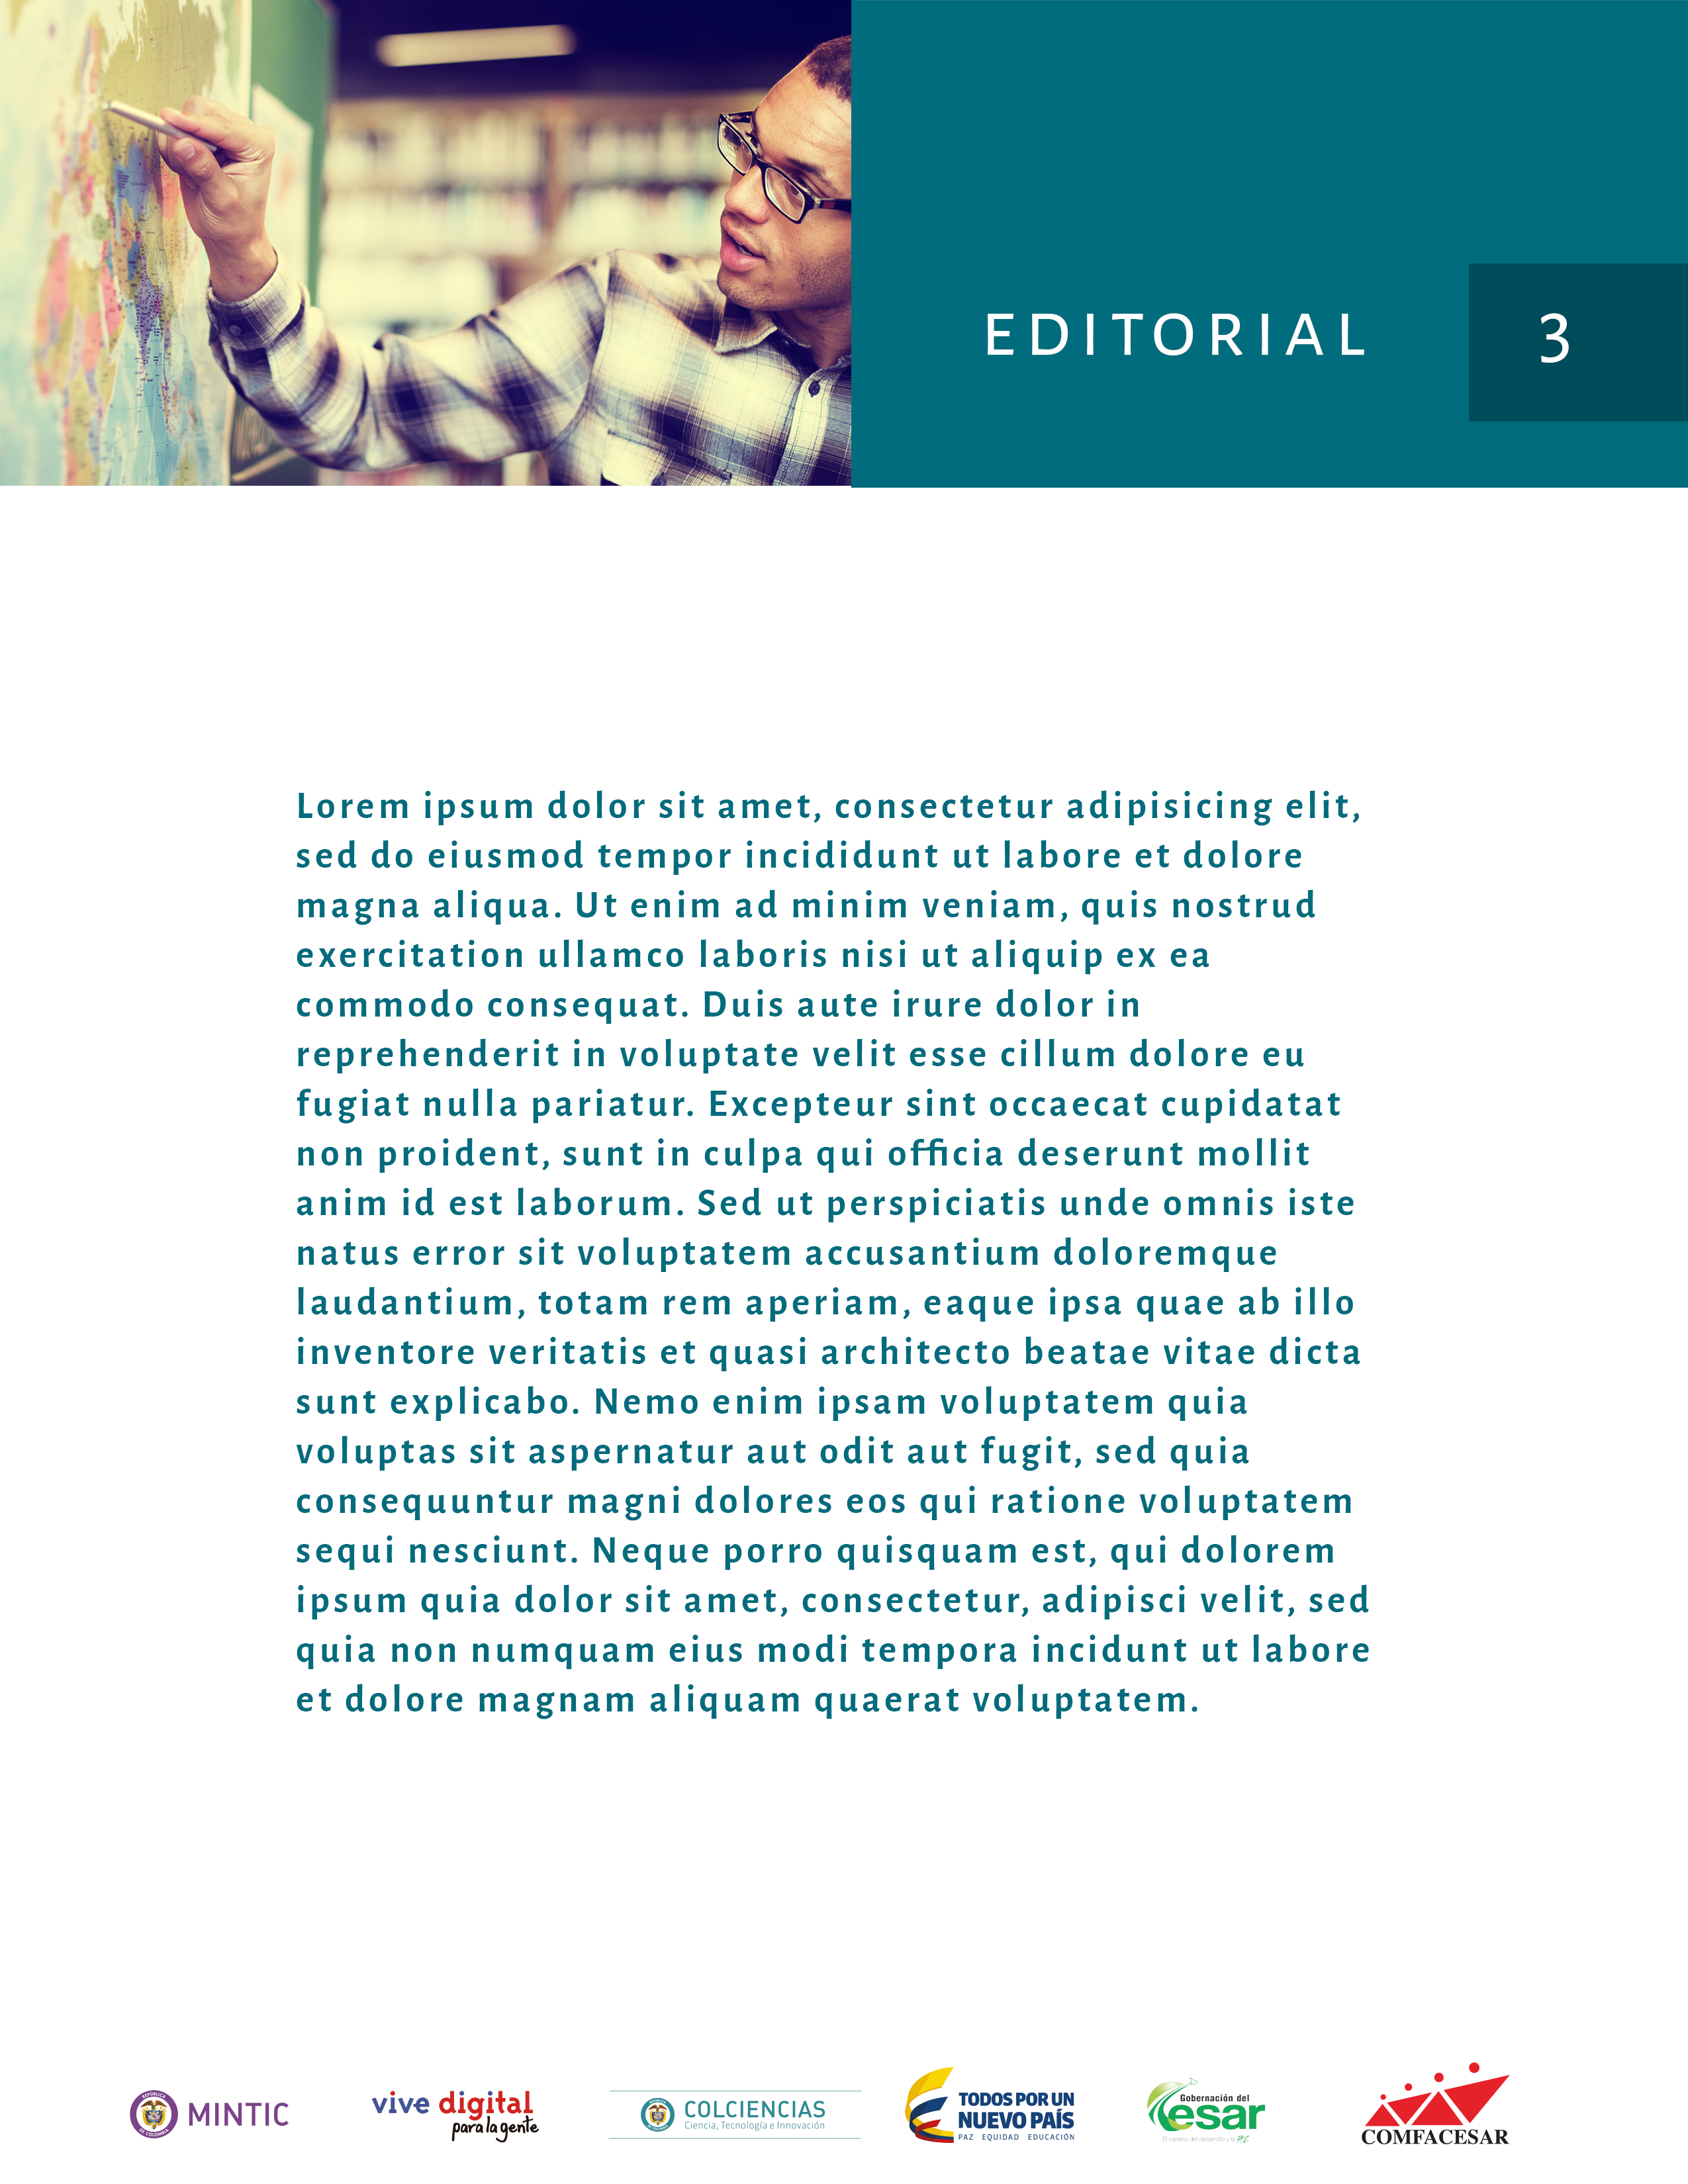 EDITORIAL
3
Lorem ipsum dolor sit amet, consectetur adipisicing elit,
sed do eiusmod tempor incididunt ut labore et dolore
magna aliqua. Ut enim ad minim veniam, quis nostrud
exercitation ullamco laboris nisi ut aliquip ex ea
commodo consequat. Duis aute irure dolor in
reprehenderit in voluptate velit esse cillum dolore eu
fugiat nulla pariatur. Excepteur sint occaecat cupidatat
non proident, sunt in culpa qui officia deserunt mollit
anim id est laborum. Sed ut perspiciatis unde omnis iste
natus error sit voluptatem accusantium doloremque
laudantium, totam rem aperiam, eaque ipsa quae ab illo
inventore veritatis et quasi architecto beatae vitae dicta
sunt explicabo. Nemo enim ipsam voluptatem quia
voluptas sit aspernatur aut odit aut fugit, sed quia
consequuntur magni dolores eos qui ratione voluptatem
sequi nesciunt. Neque porro quisquam est, qui dolorem
ipsum quia dolor sit amet, consectetur, adipisci velit, sed
quia non numquam eius modi tempora incidunt ut labore
et dolore magnam aliquam quaerat voluptatem.
REPÚBLICA
DE COLOMBIA
MINTIC
vive digital
para la gente
COLCIENCIAS
Ciencia, Tecnología e Innovación
TODOS POR UN
NUEVO PAÍS
PAZ EQUIDAD EDUCACIÓN
Gobernación del
Cesar
El camino del desarrollo y la Paz
COMFACESAR